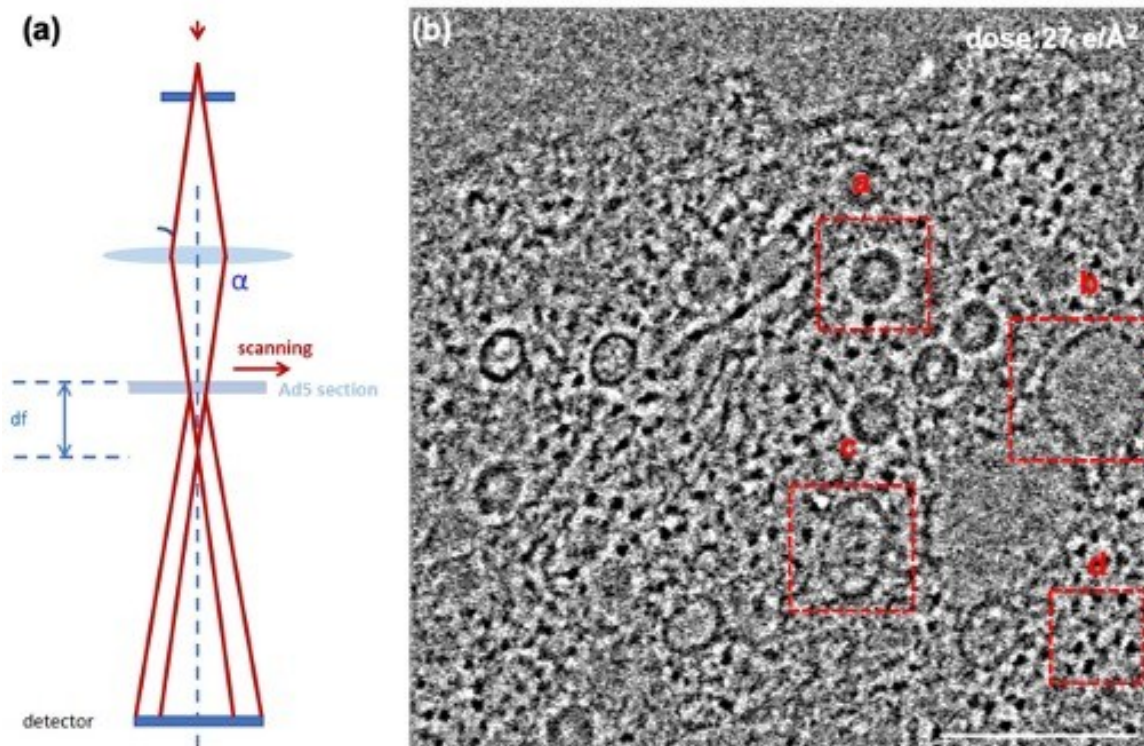 (a)
α
scanning
Ad5 section
df
detector
(b)
dose:27 e/Å²
a
b
c
d